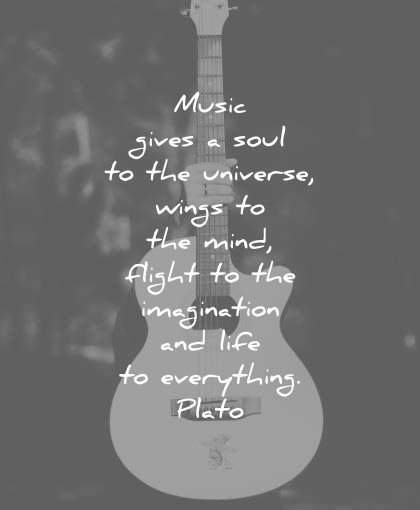 Music
gives a soul
to the universe,
wings to
the mind,
flight to the
imagination
and life
to everything.
Plato